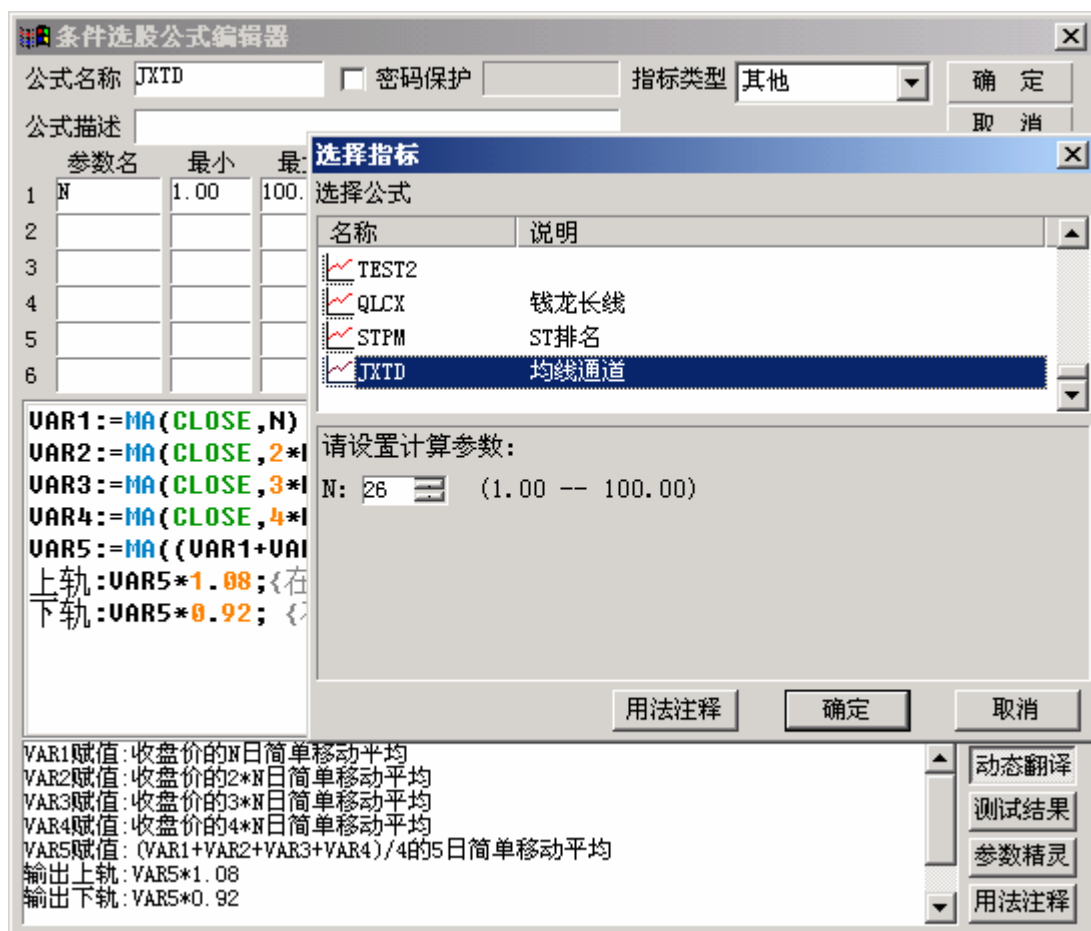 条件选股公式编辑器
公式名称 JXTD 密码保护 指标类型 其他 确 定
公式描述 取 消
参数名 最小
选择指标
1 N 1.00 100. 选择公式
2 名称 说明
3 TEST2
4 QLCX 钱龙长线
5 STPM ST排名
6 JXTD 均线通道
VAR1:=MA(CLOSE,N)
VAR2:=MA(CLOSE,2*
VAR3:=MA(CLOSE,3*
VAR4:=MA(CLOSE,4*
VAR5:=MA((VAR1+VA
上轨:VAR5*1.08;{在
下轨:VAR5*0.92; {
请设置计算参数:
N: 26 (1.00 -- 100.00)
用法注释 确定 取消
VAR1赋值:收盘价的N日简单移动平均
VAR2赋值:收盘价的2*N日简单移动平均
VAR3赋值:收盘价的3*N日简单移动平均
VAR4赋值:收盘价的4*N日简单移动平均
VAR5赋值:(VAR1+VAR2+VAR3+VAR4)/4的5日简单移动平均
输出上轨:VAR5*1.08
输出下轨:VAR5*0.92
动态翻译
测试结果
参数精灵
用法注释